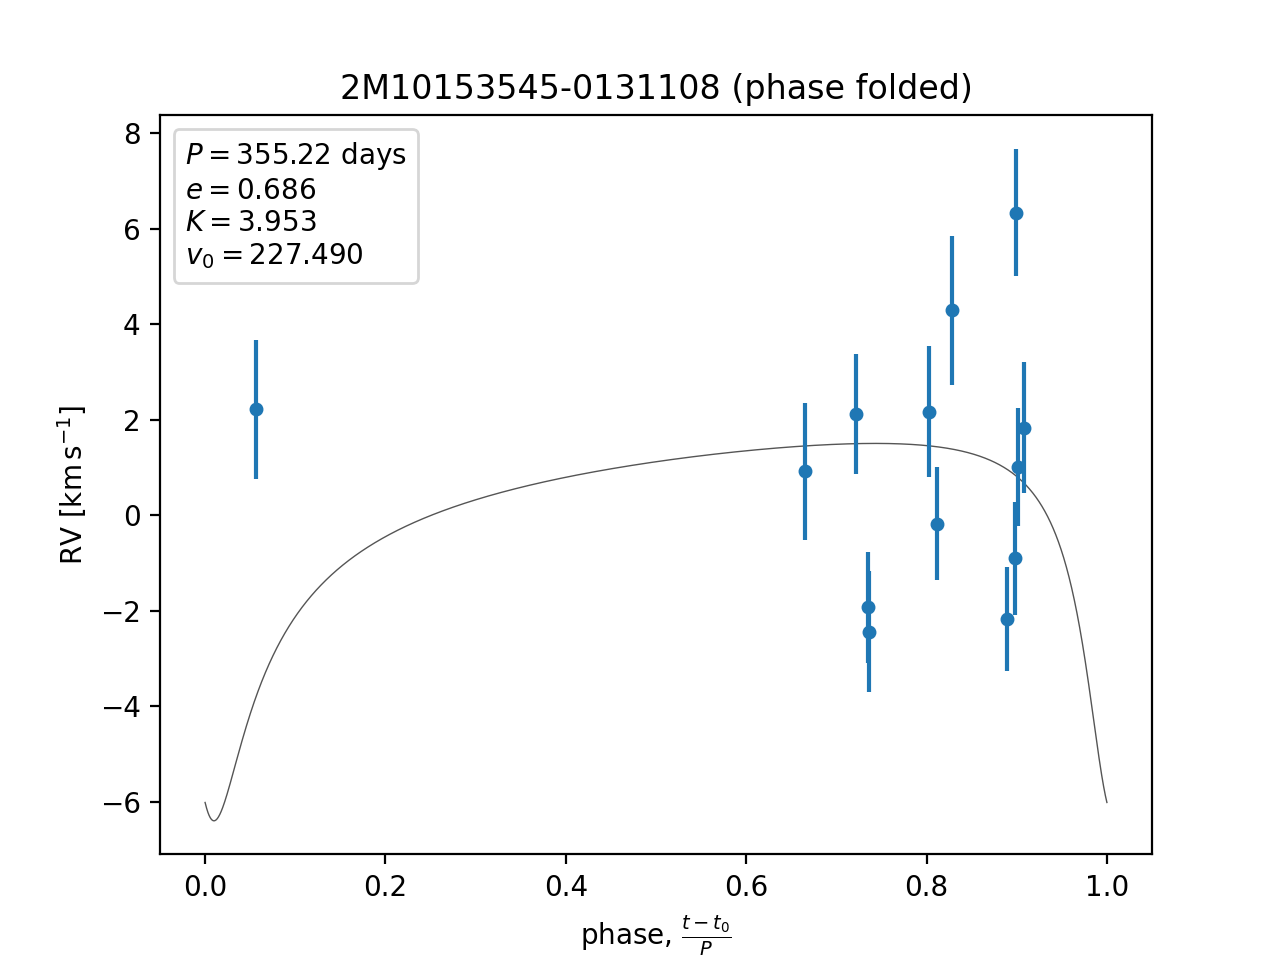 2M10153545-0131108 (phase folded)
P = 355.22 days
e = 0.686
K = 3.953
v₀ = 227.490
8
6
4
2
0
−2
−4
−6
RV [km s⁻¹]
0.0 0.2 0.4 0.6 0.8 1.0
phase, (t − t₀)/P